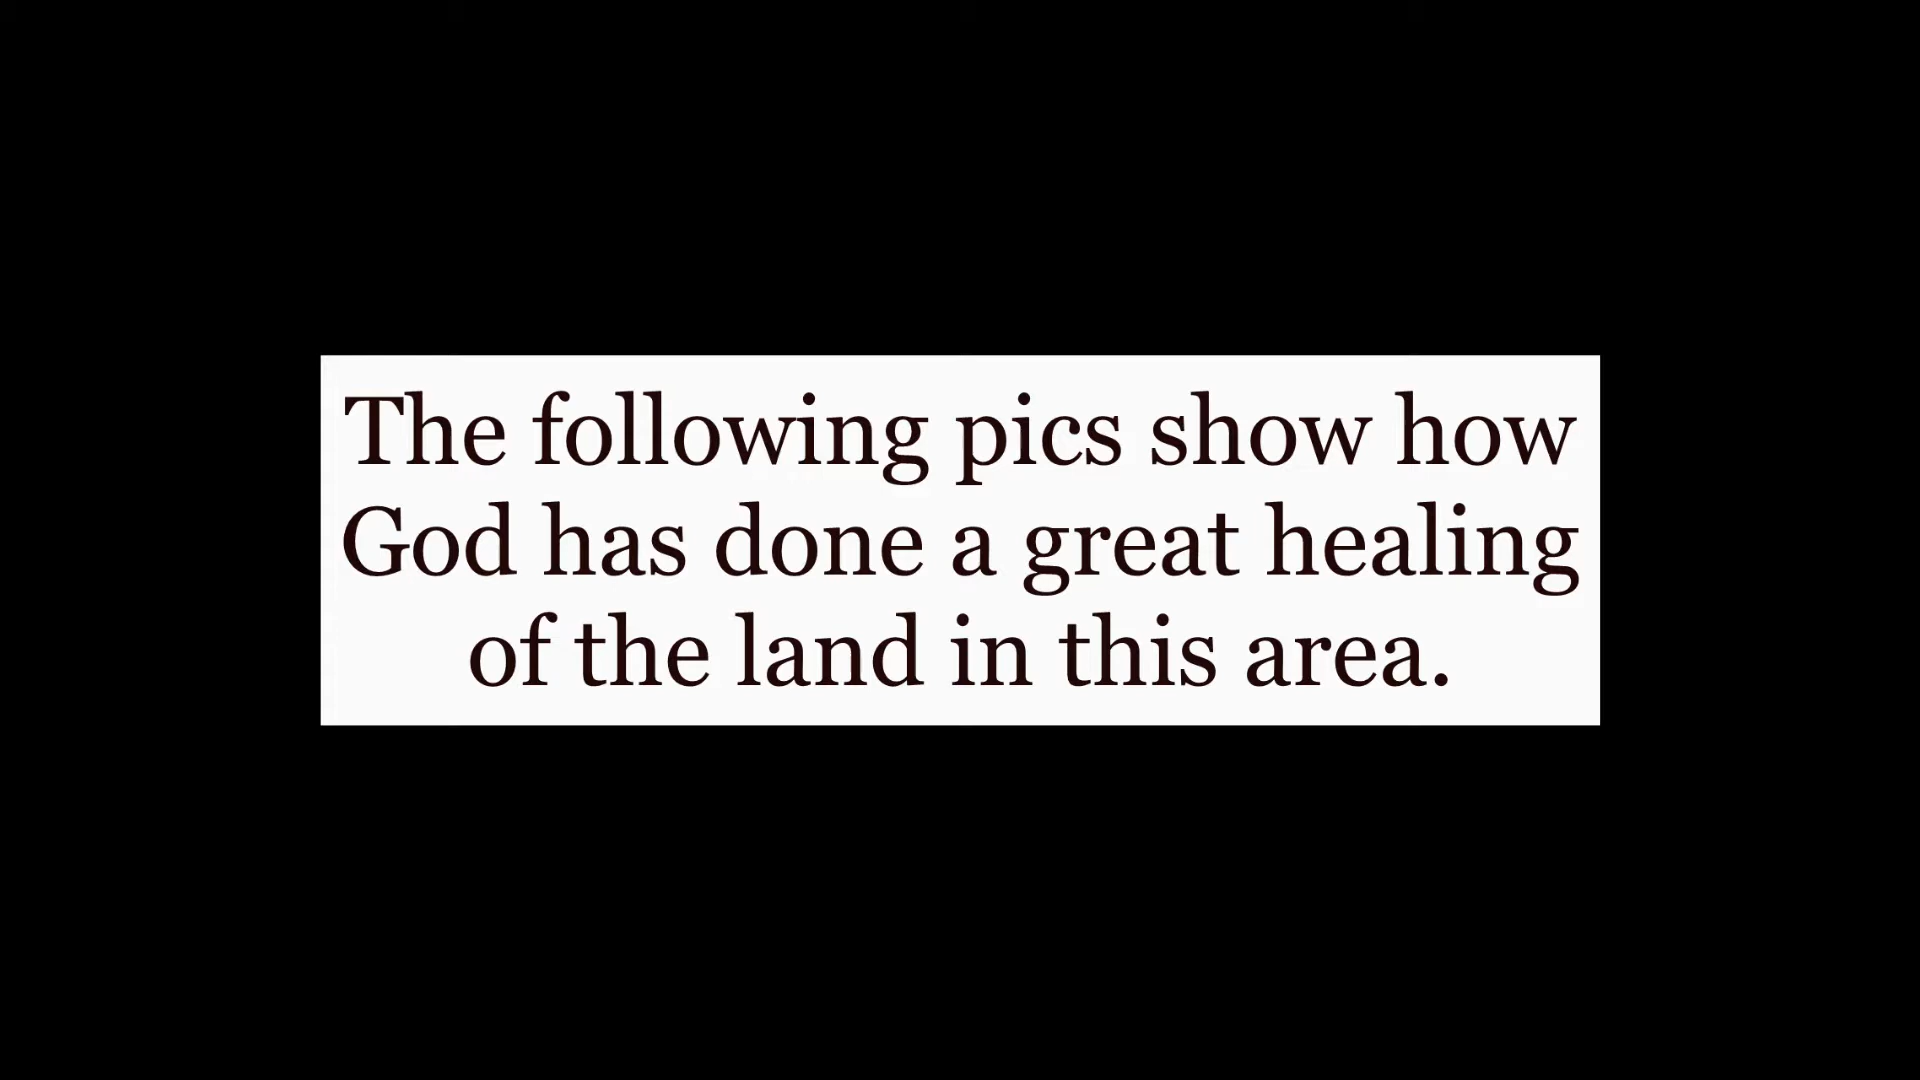 The following pics show how
God has done a great healing
of the land in this area.